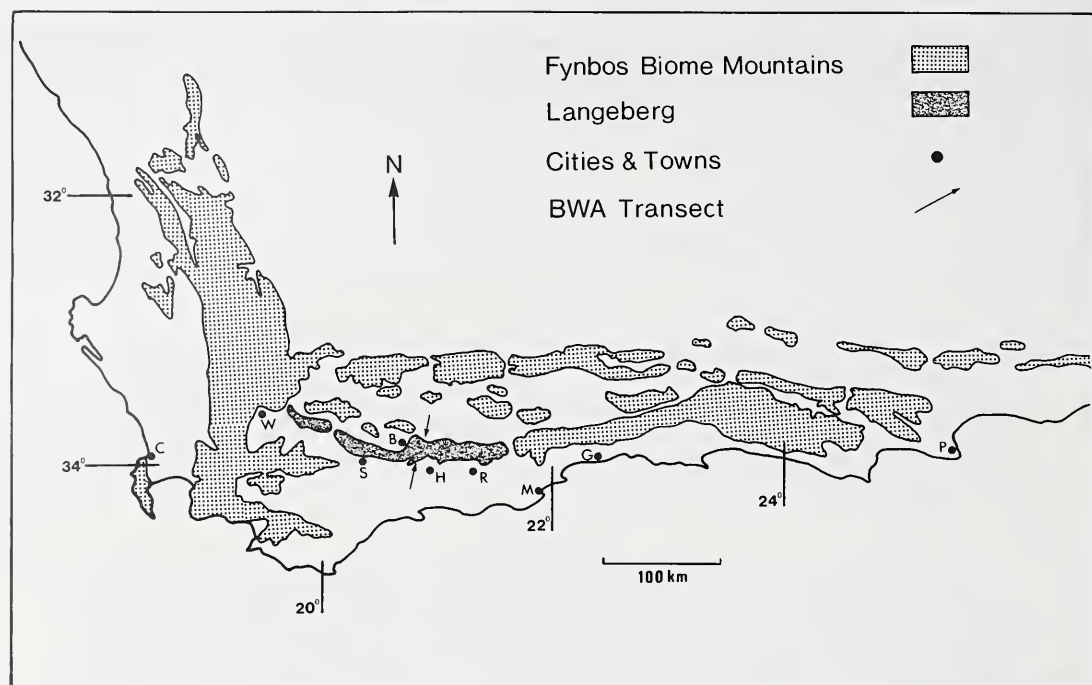 Fynbos Biome Mountains
Langeberg
Cities & Towns
BWA Transect
N
32°
34°
C
W
B
S
H
R
M
G
P
22°
24°
20°
100 km